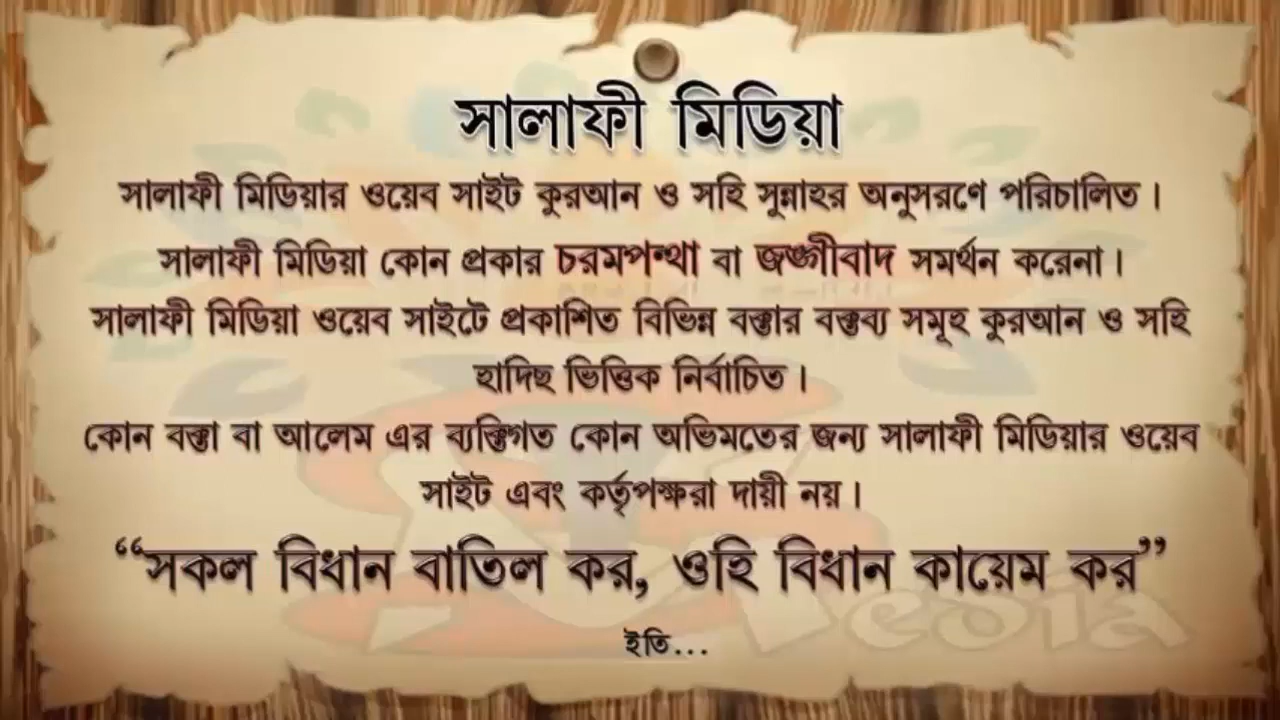 সালাফী মিডিয়া
সালাফী মিডিয়ার ওয়েব সাইট কুরআন ও সহি সুন্নাহর অনুসরণে পরিচালিত।
সালাফী মিডিয়া কোন প্রকার চরমপন্থা বা জঙ্গীবাদ সমর্থন করেনা।
সালাফী মিডিয়া ওয়েব সাইটে প্রকাশিত বিভিন্ন বক্তার বক্তব্য সমূহ কুরআন ও সহি
হাদিছ ভিত্তিক নির্বাচিত।
কোন বক্তা বা আলেম এর ব্যক্তিগত কোন অভিমতের জন্য সালাফী মিডিয়ার ওয়েব
সাইট এবং কর্তৃপক্ষরা দায়ী নয়।
“সকল বিধান বাতিল কর, ওহি বিধান কায়েম কর”
edia
ইতি...